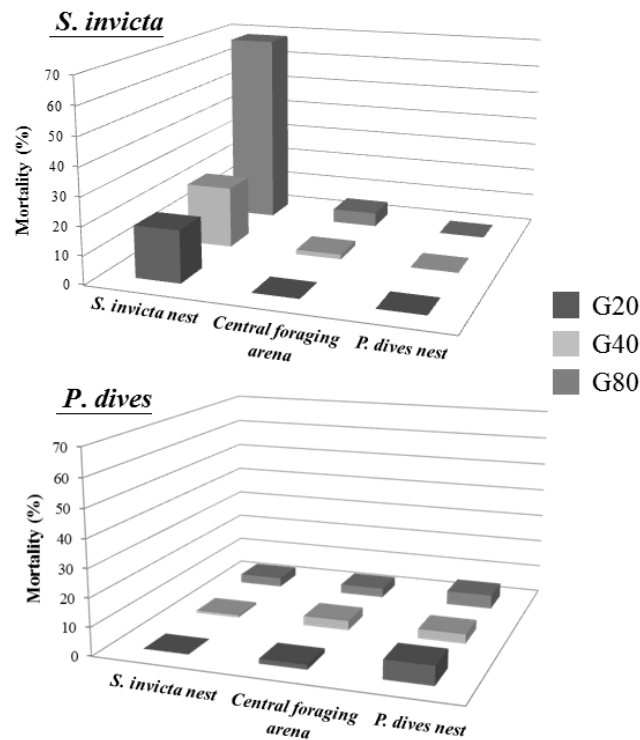 S. invicta
70
60
50
40
30
20
10
0
Mortality (%)
S. invicta nest
Central foraging
arena
P. dives nest
G20
G40
G80
P. dives
70
60
50
40
30
20
10
0
Mortality (%)
S. invicta nest
Central foraging
arena
P. dives nest